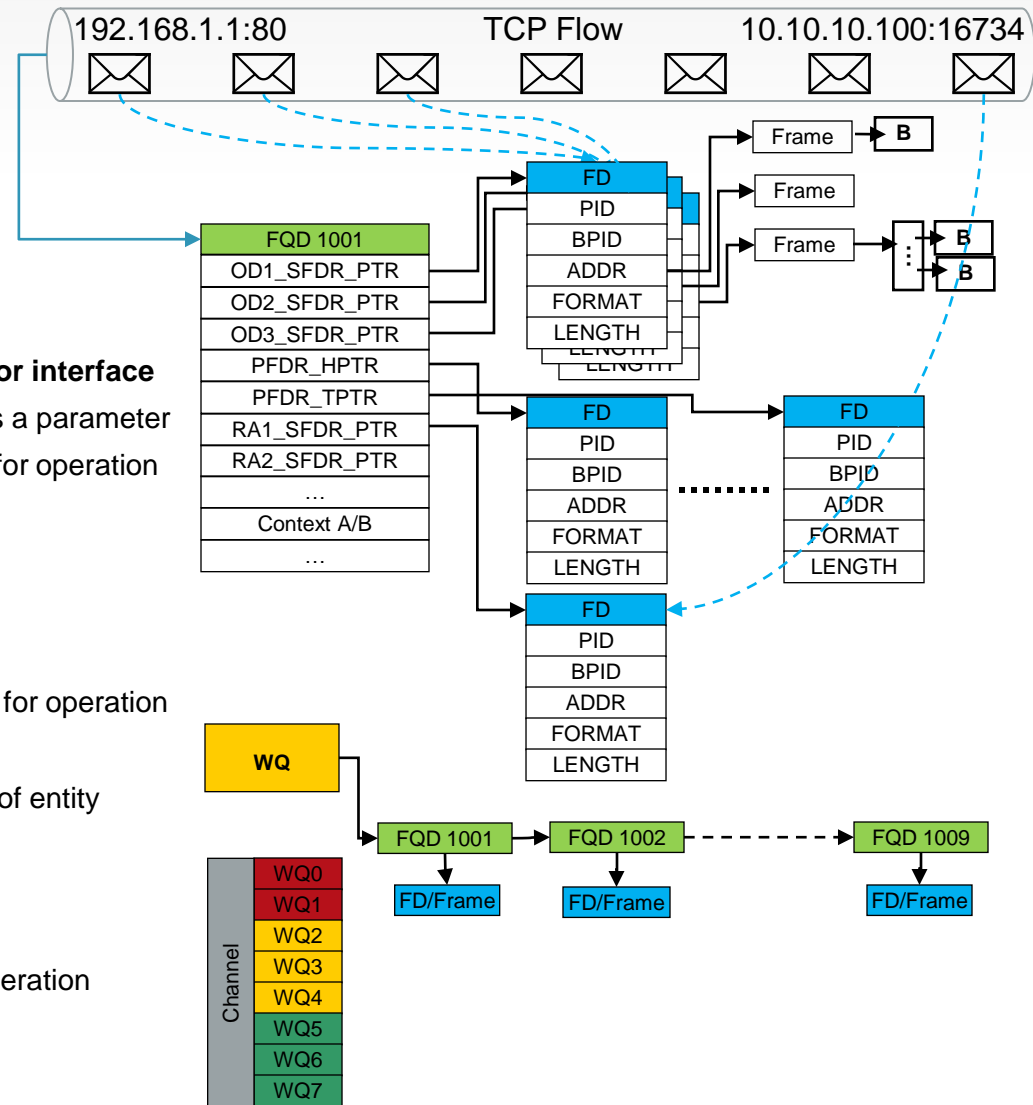 192.168.1.1:80 TCP Flow 10.10.10.100:16734
Frame B
FD
PID
BPID
ADDR
FORMAT
LENGTH
LENGTH
LENGTH
Frame
Frame
⋮
B
B
FQD 1001
OD1_SFDR_PTR
OD2_SFDR_PTR
OD3_SFDR_PTR
PFDR_HPTR
PFDR_TPTR
RA1_SFDR_PTR
RA2_SFDR_PTR
…
Context A/B
…
or interface
s a parameter
for operation
FD
PID
BPID
ADDR
FORMAT
LENGTH
FD
PID
BPID
ADDR
FORMAT
LENGTH
FD
PID
BPID
ADDR
FORMAT
LENGTH
for operation
of entity
eration
WQ
FQD 1001 FQD 1002 FQD 1009
FD/Frame FD/Frame FD/Frame
Channel
WQ0
WQ1
WQ2
WQ3
WQ4
WQ5
WQ6
WQ7